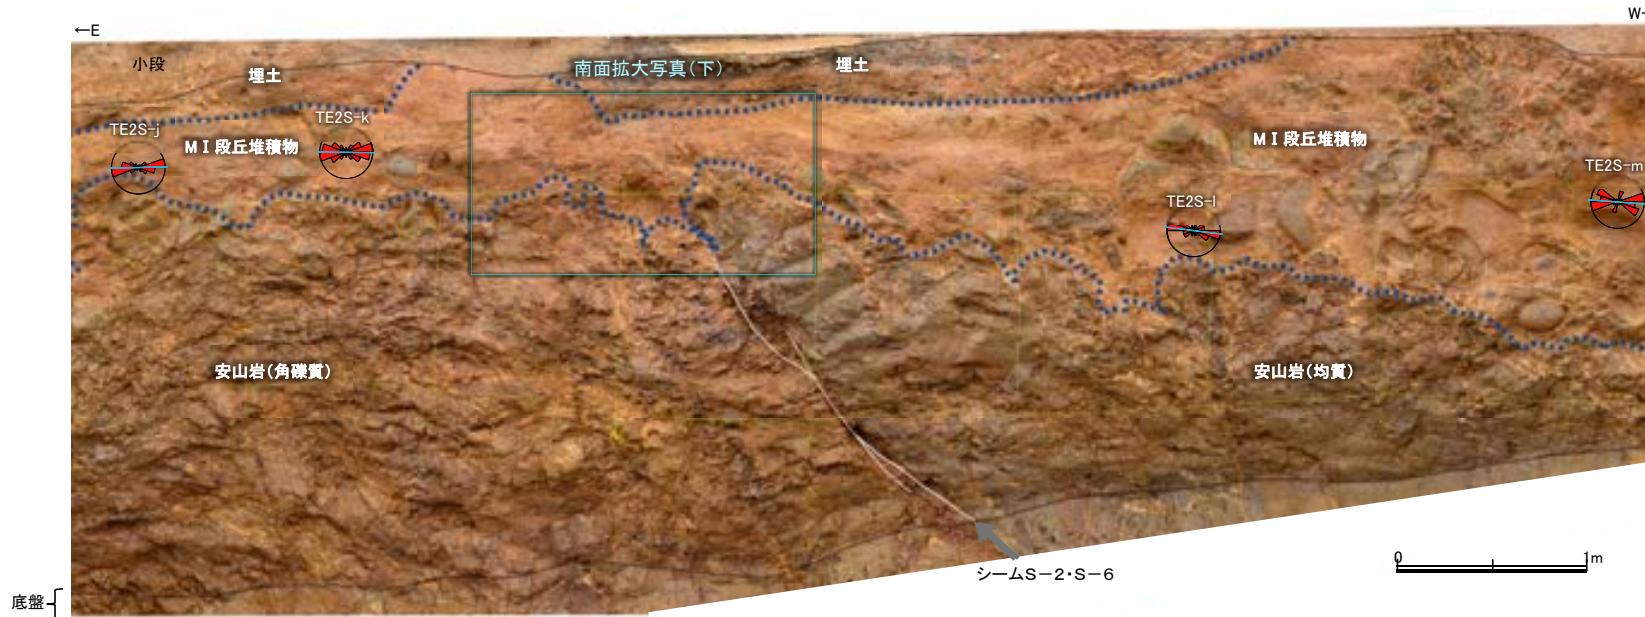 ←E
W-
小段
埋土
南面拡大写真(下)
埋土
TE2S-j
TE2S-k
MⅠ段丘堆積物
MⅠ段丘堆積物
TE2S-m
TE2S-l
安山岩(角礫質)
安山岩(均質)
0 1m
シームS-2・S-6
底盤